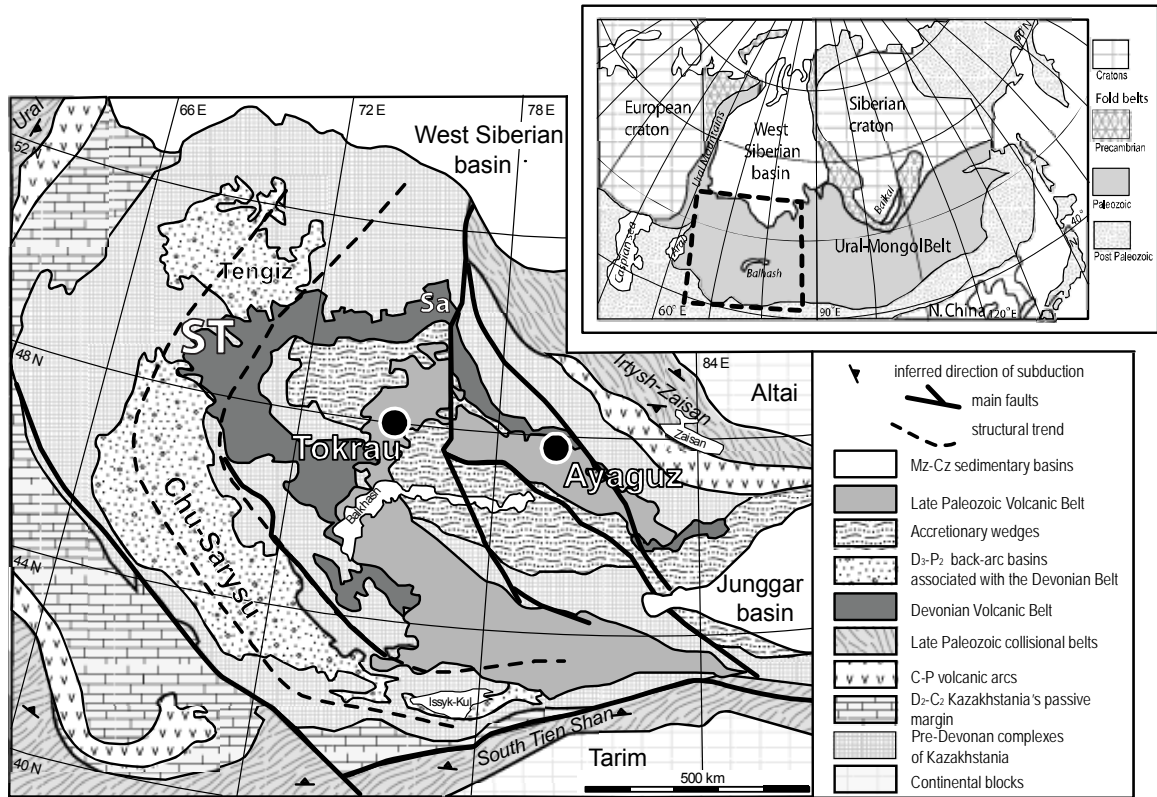 Ural
52 N
66 E
72 E
78 E
West Siberian
basin
Tengiz
ST
Sa
48 N
Tokrau
Balkhash
Ayaguz
Irtysh-Zaisan
Zaisan
84 E
Altai
Chu-Sarysu
44 N
Junggar
basin
Issyk-Kul
South Tien Shan
Tarim
40 N
500 km
European
craton
Ural Mountains
West
Siberian
basin
Siberian
craton
Baikal
Caspian sea
Aral
Balhash
Ural-MongolBelt
N. China
60° E
90°E
120°E
40°
N
Cratons
Fold belts
Precambrian
Paleozoic
Post Paleozoic
inferred direction of subduction
main faults
structural trend
Mz-Cz sedimentary basins
Late Paleozoic Volcanic Belt
Accretionary wedges
D3-P2 back-arc basins
associated with the Devonian Belt
Devonian Volcanic Belt
Late Paleozoic collisional belts
C-P volcanic arcs
D2-C2 Kazakhstania's passive
margin
Pre-Devonan complexes
of Kazakhstania
Continental blocks